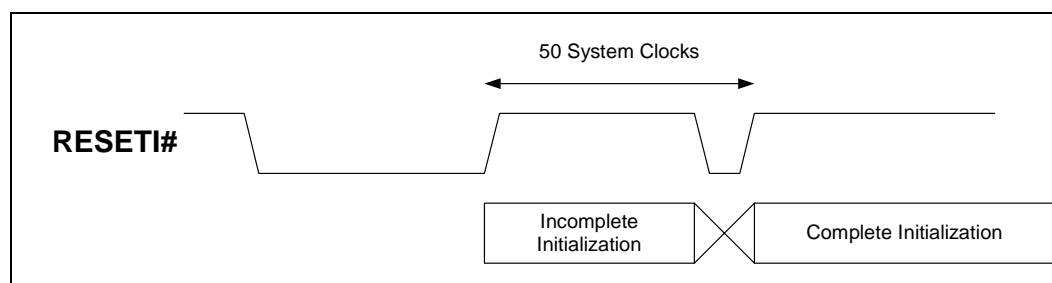 50 System Clocks
RESETI#
Incomplete
Initialization
Complete Initialization